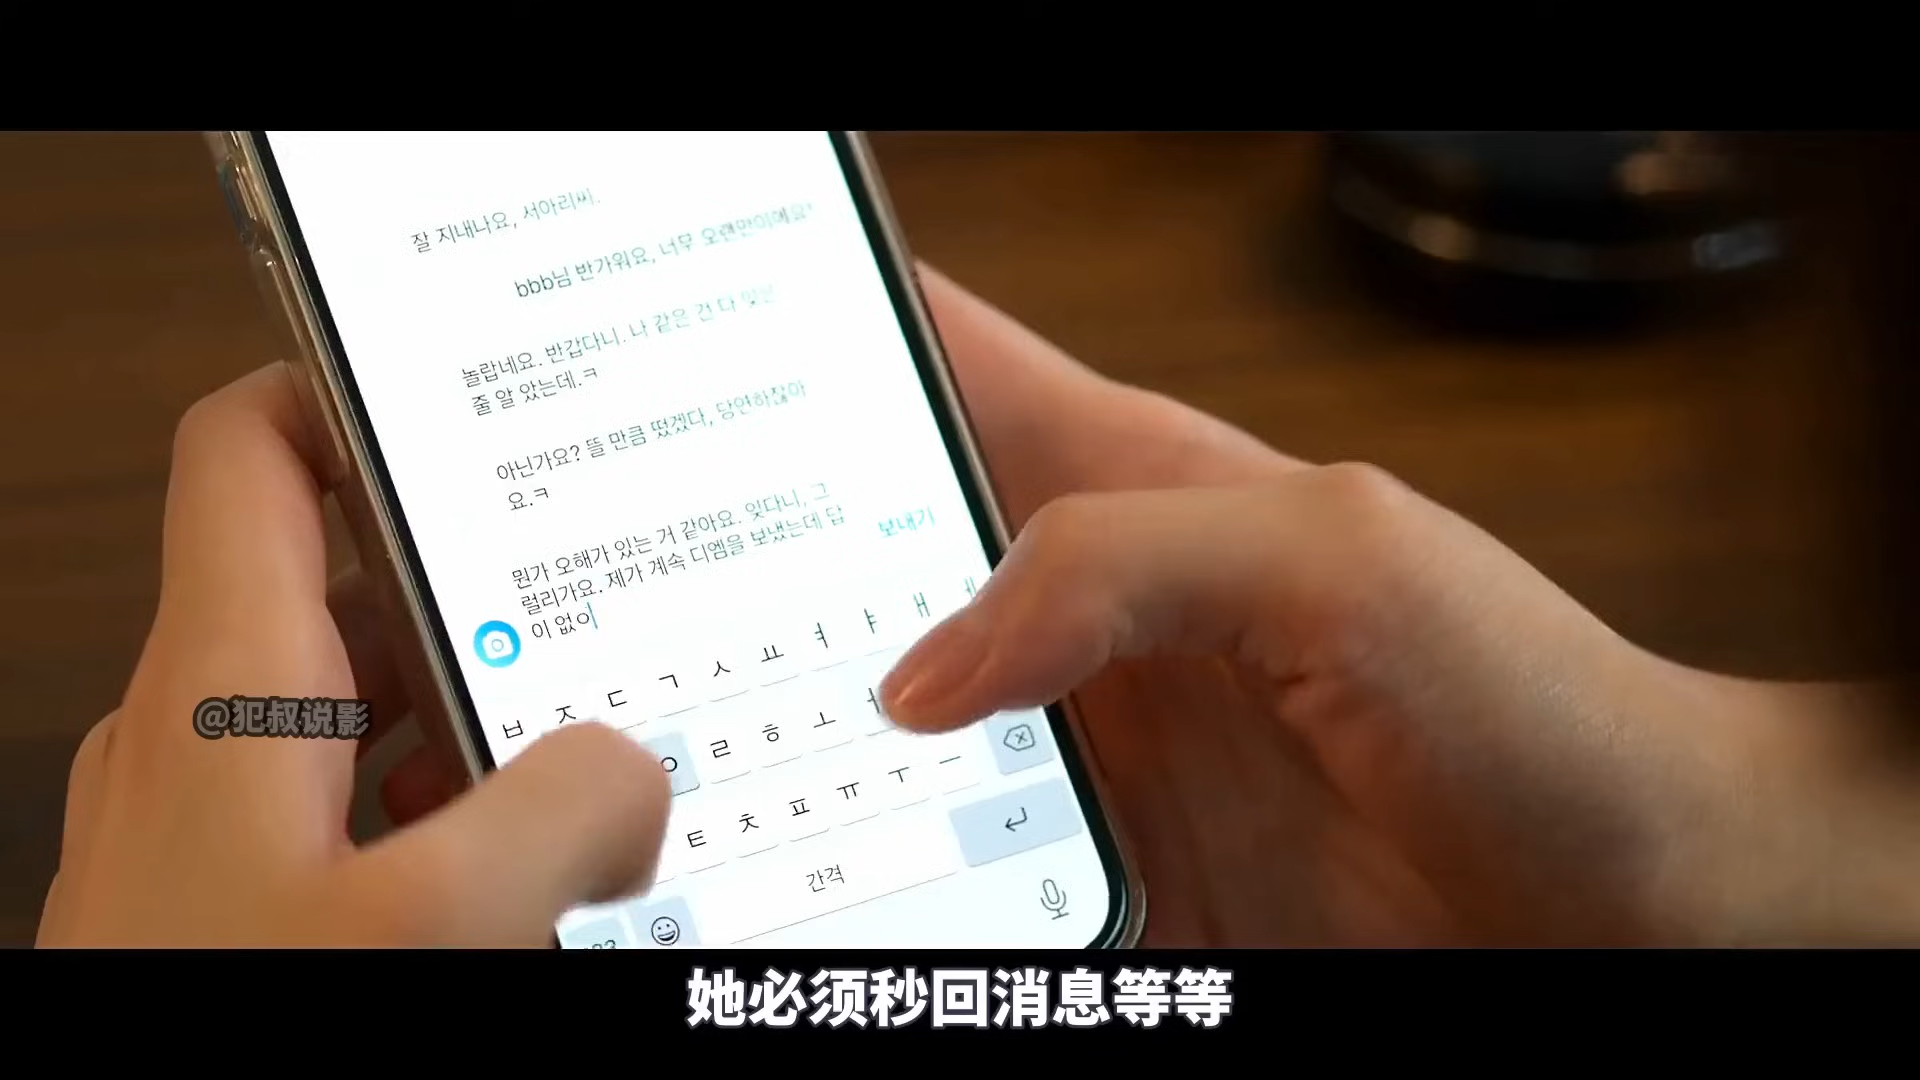 잘 지내나요, 서아리씨.
bbb님 반가워요, 너무 오랜만이에요~
놀랍네요. 반갑다니. 나 같은 건 다 잊은
줄 알 았는데.ㅋ
아닌가요? 뜰 만큼 떴겠다, 당연하잖아
요.ㅋ
뭔가 오해가 있는 거 같아요. 잊다니, 그
럴리가요. 제가 계속 디엠을 보냈는데 답
이 없으
보내기
ㅂ ㅈ ㄷ ㄱ ㅅ ㅛ ㅕ ㅑ ㅐ ㅔ
ㅇ ㄹ ㅎ ㅗ ㅓ
ㅌ ㅊ ㅍ ㅠ ㅜ ㅡ
간격
@犯叔说影
她必须秒回消息等等